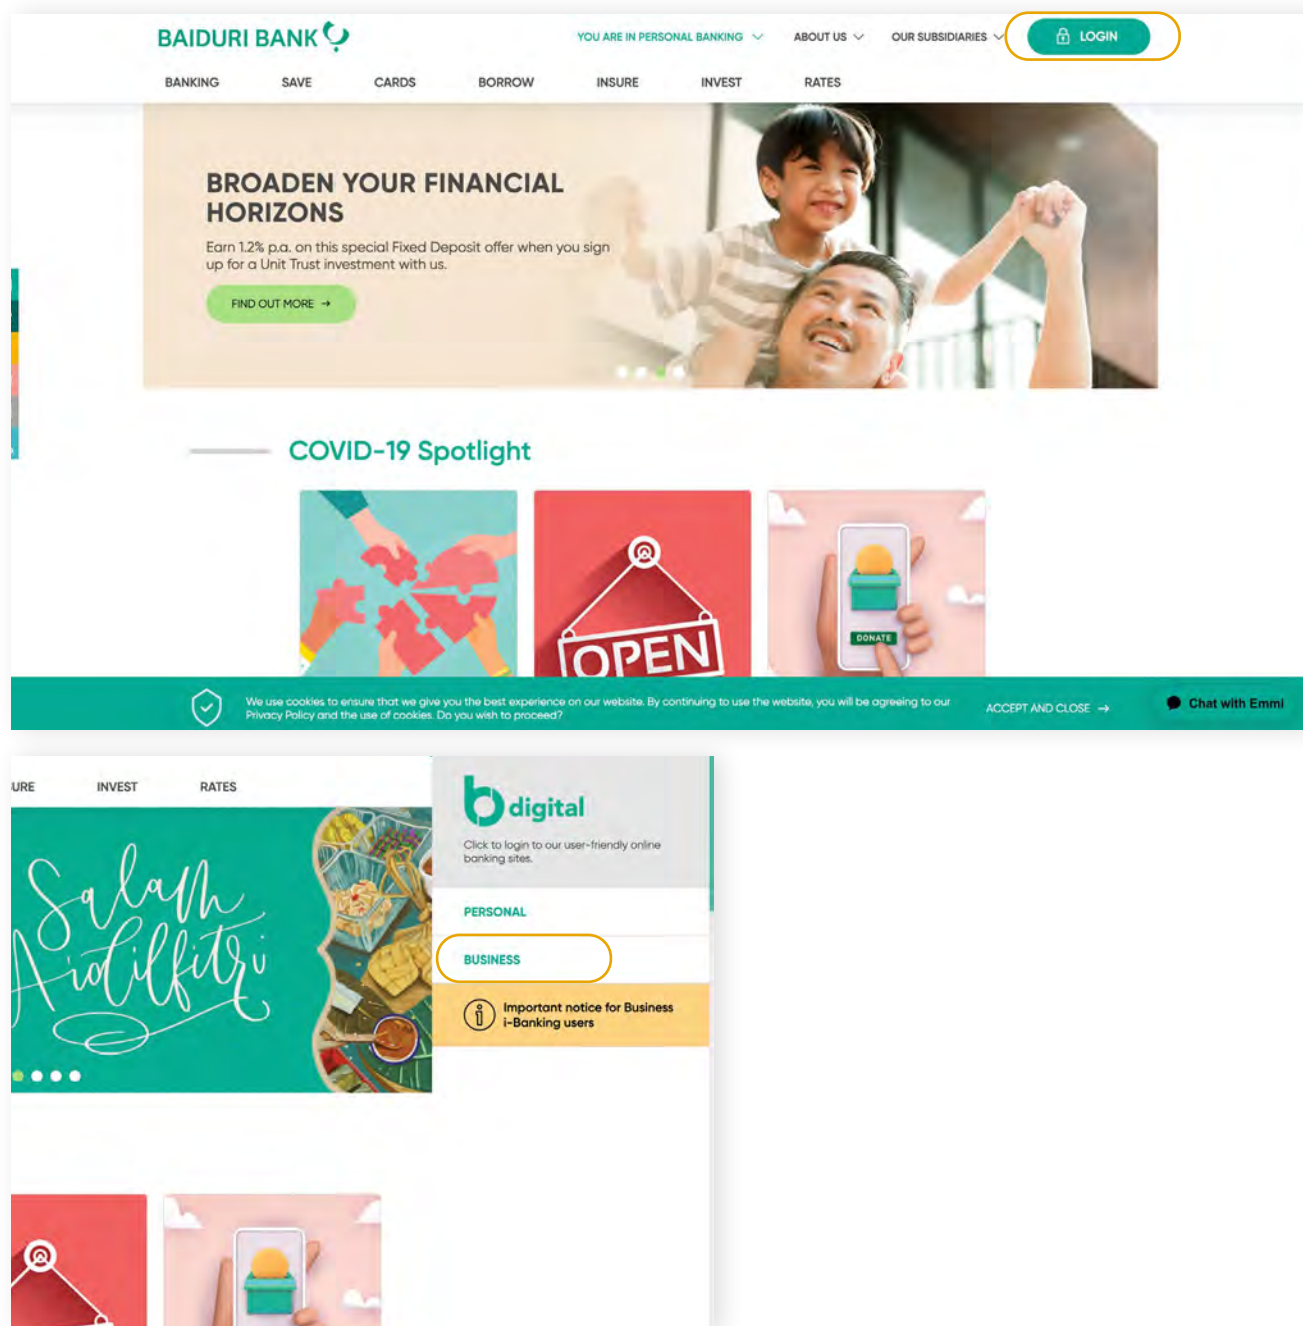 BAIDURI BANK
YOU ARE IN PERSONAL BANKING
ABOUT US
OUR SUBSIDIARIES
LOGIN
BANKING
SAVE
CARDS
BORROW
INSURE
INVEST
RATES
BROADEN YOUR FINANCIAL
HORIZONS
Earn 1.2% p.a. on this special Fixed Deposit offer when you sign
up for a Unit Trust investment with us.
FIND OUT MORE →
COVID-19 Spotlight
OPEN
DONATE
We use cookies to ensure that we give you the best experience on our website. By continuing to use the website, you will be agreeing to our
Privacy Policy and the use of cookies. Do you wish to proceed?
ACCEPT AND CLOSE →
Chat with Emmi
URE
INVEST
RATES
Salam
Aidilfitri
b digital
Click to login to our user-friendly online
banking sites.
PERSONAL
BUSINESS
Important notice for Business
i-Banking users